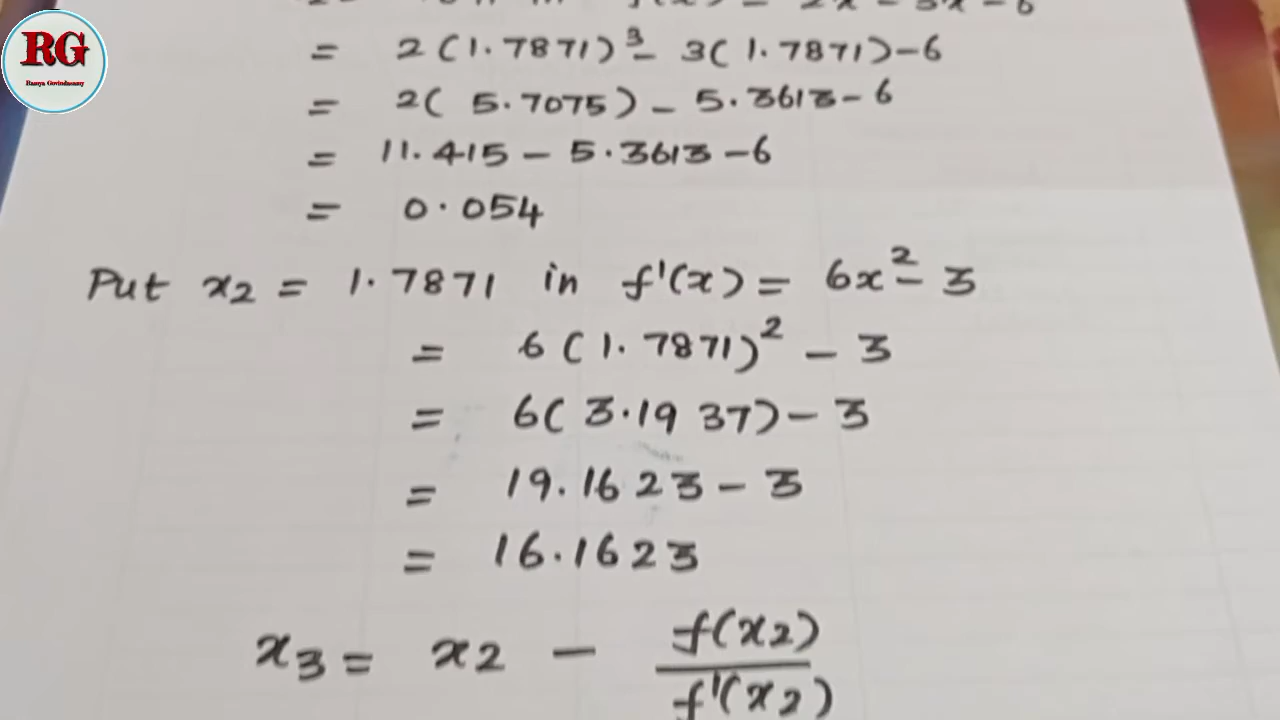 RG
Ramya Govindasamy
= 2(1.7871)³ - 3(1.7871) - 6
= 2(5.7075) - 5.3613 - 6
= 11.415 - 5.3613 - 6
= 0.054
Put x2 = 1.7871 in f'(x) = 6x² - 3
= 6(1.7871)² - 3
= 6(3.1937) - 3
= 19.1623 - 3
= 16.1623
x3 = x2 - f(x2)
f'(x2)